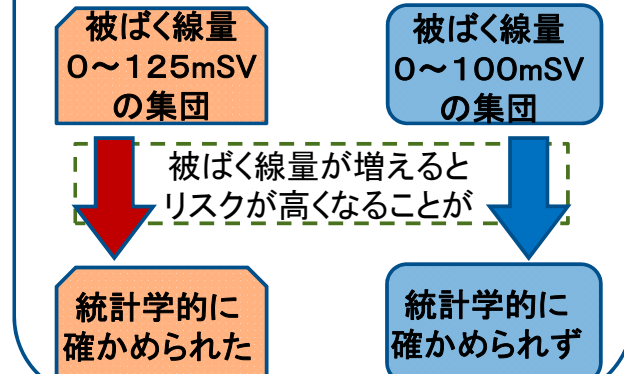 被ばく線量
０～１２５mSV
の集団
被ばく線量
０～１００mSV
の集団
被ばく線量が増えると
リスクが高くなることが
統計学的に
確かめられた
統計学的に
確かめられず